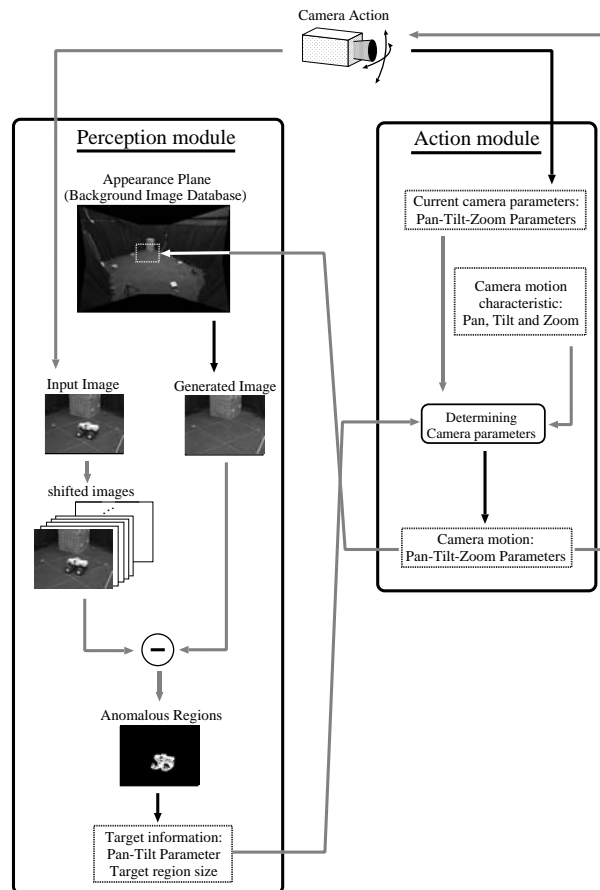 Camera Action
Perception module
Appearance Plane
(Background Image Database)
Input Image
Generated Image
shifted images
Anomalous Regions
Target information:
Pan-Tilt Parameter
Target region size
Action module
Current camera parameters:
Pan-Tilt-Zoom Parameters
Camera motion
characteristic:
Pan, Tilt and Zoom
Determining
Camera parameters
Camera motion:
Pan-Tilt-Zoom Parameters